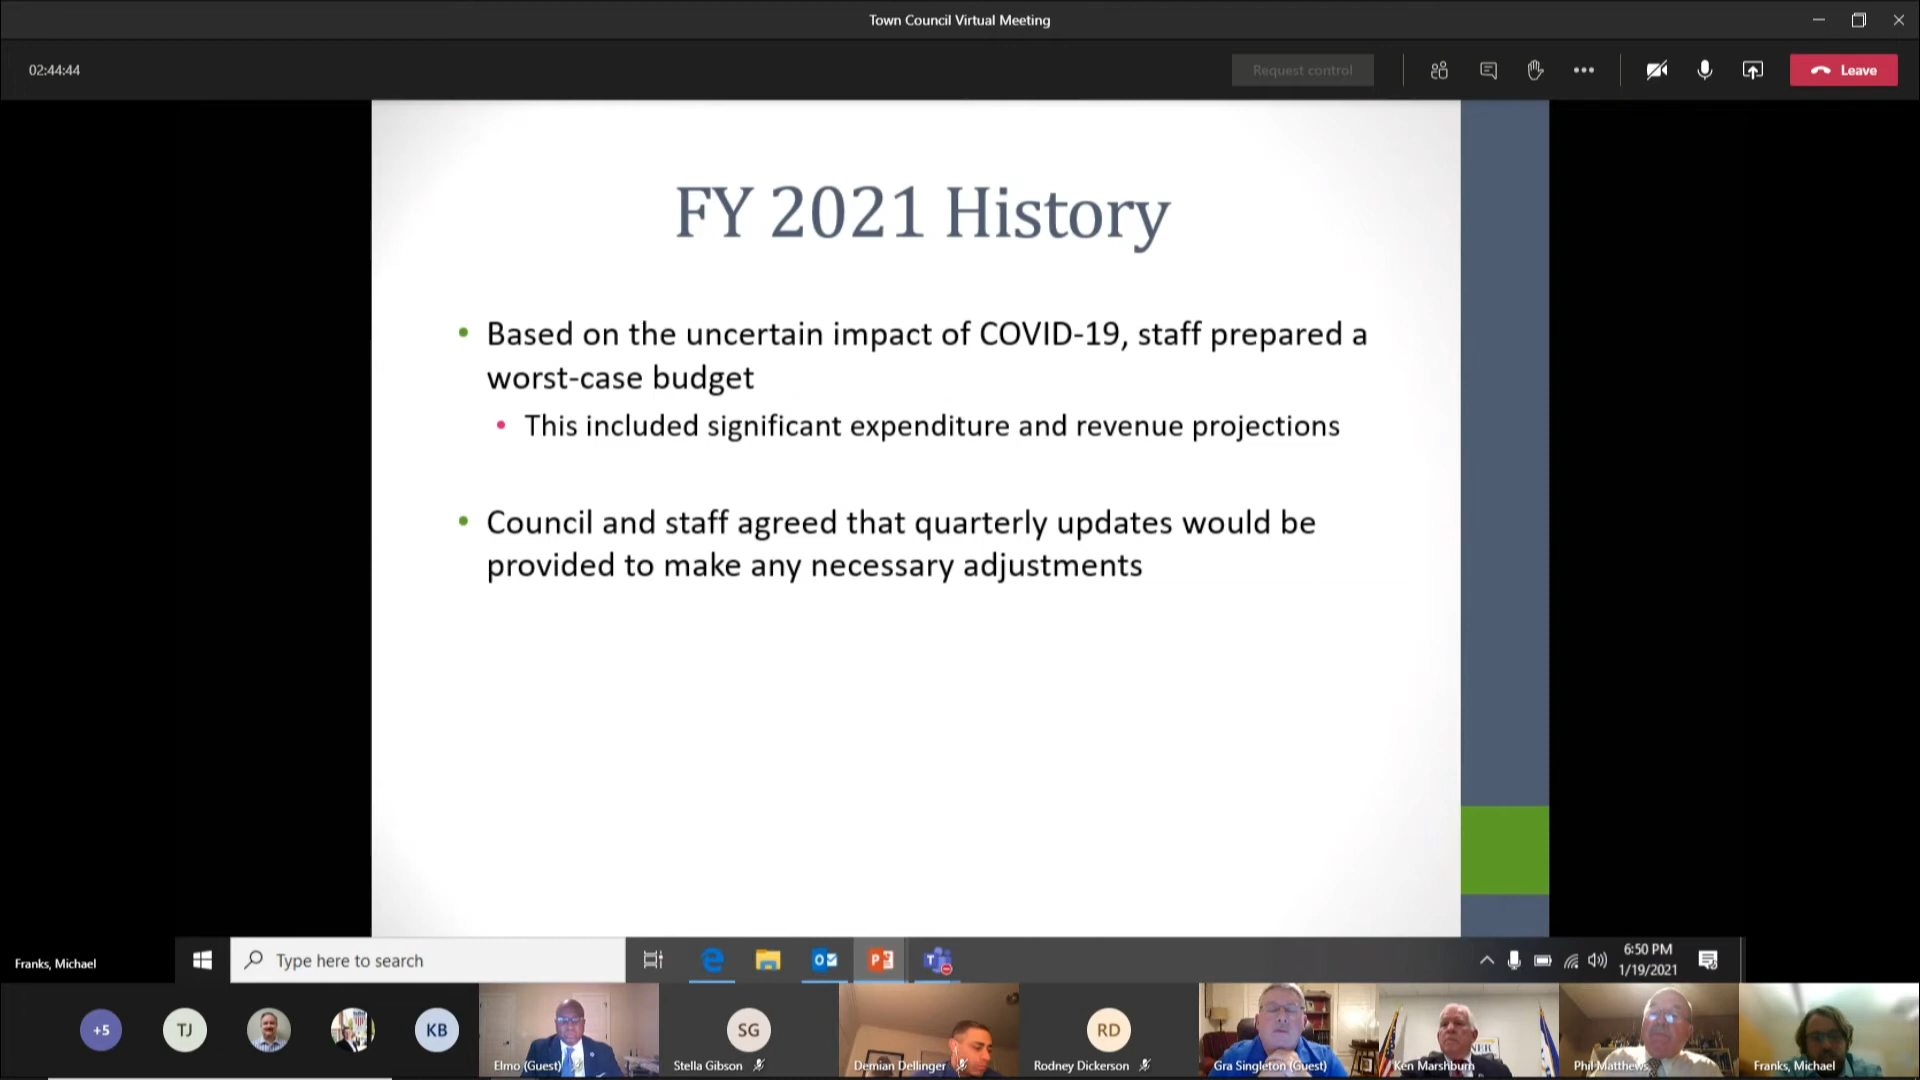 Town Council Virtual Meeting
02:44:44
Request control
Leave
FY 2021 History
Based on the uncertain impact of COVID-19, staff prepared a
worst-case budget
This included significant expenditure and revenue projections
Council and staff agreed that quarterly updates would be
provided to make any necessary adjustments
Franks, Michael
Type here to search
6:50 PM
1/19/2021
+5
TJ
KB
Elmo (Guest)
SG
Stella Gibson
Demian Dellinger
RD
Rodney Dickerson
Gra Singleton (Guest)
Ken Marshburn
Phil Matthews
Franks, Michael